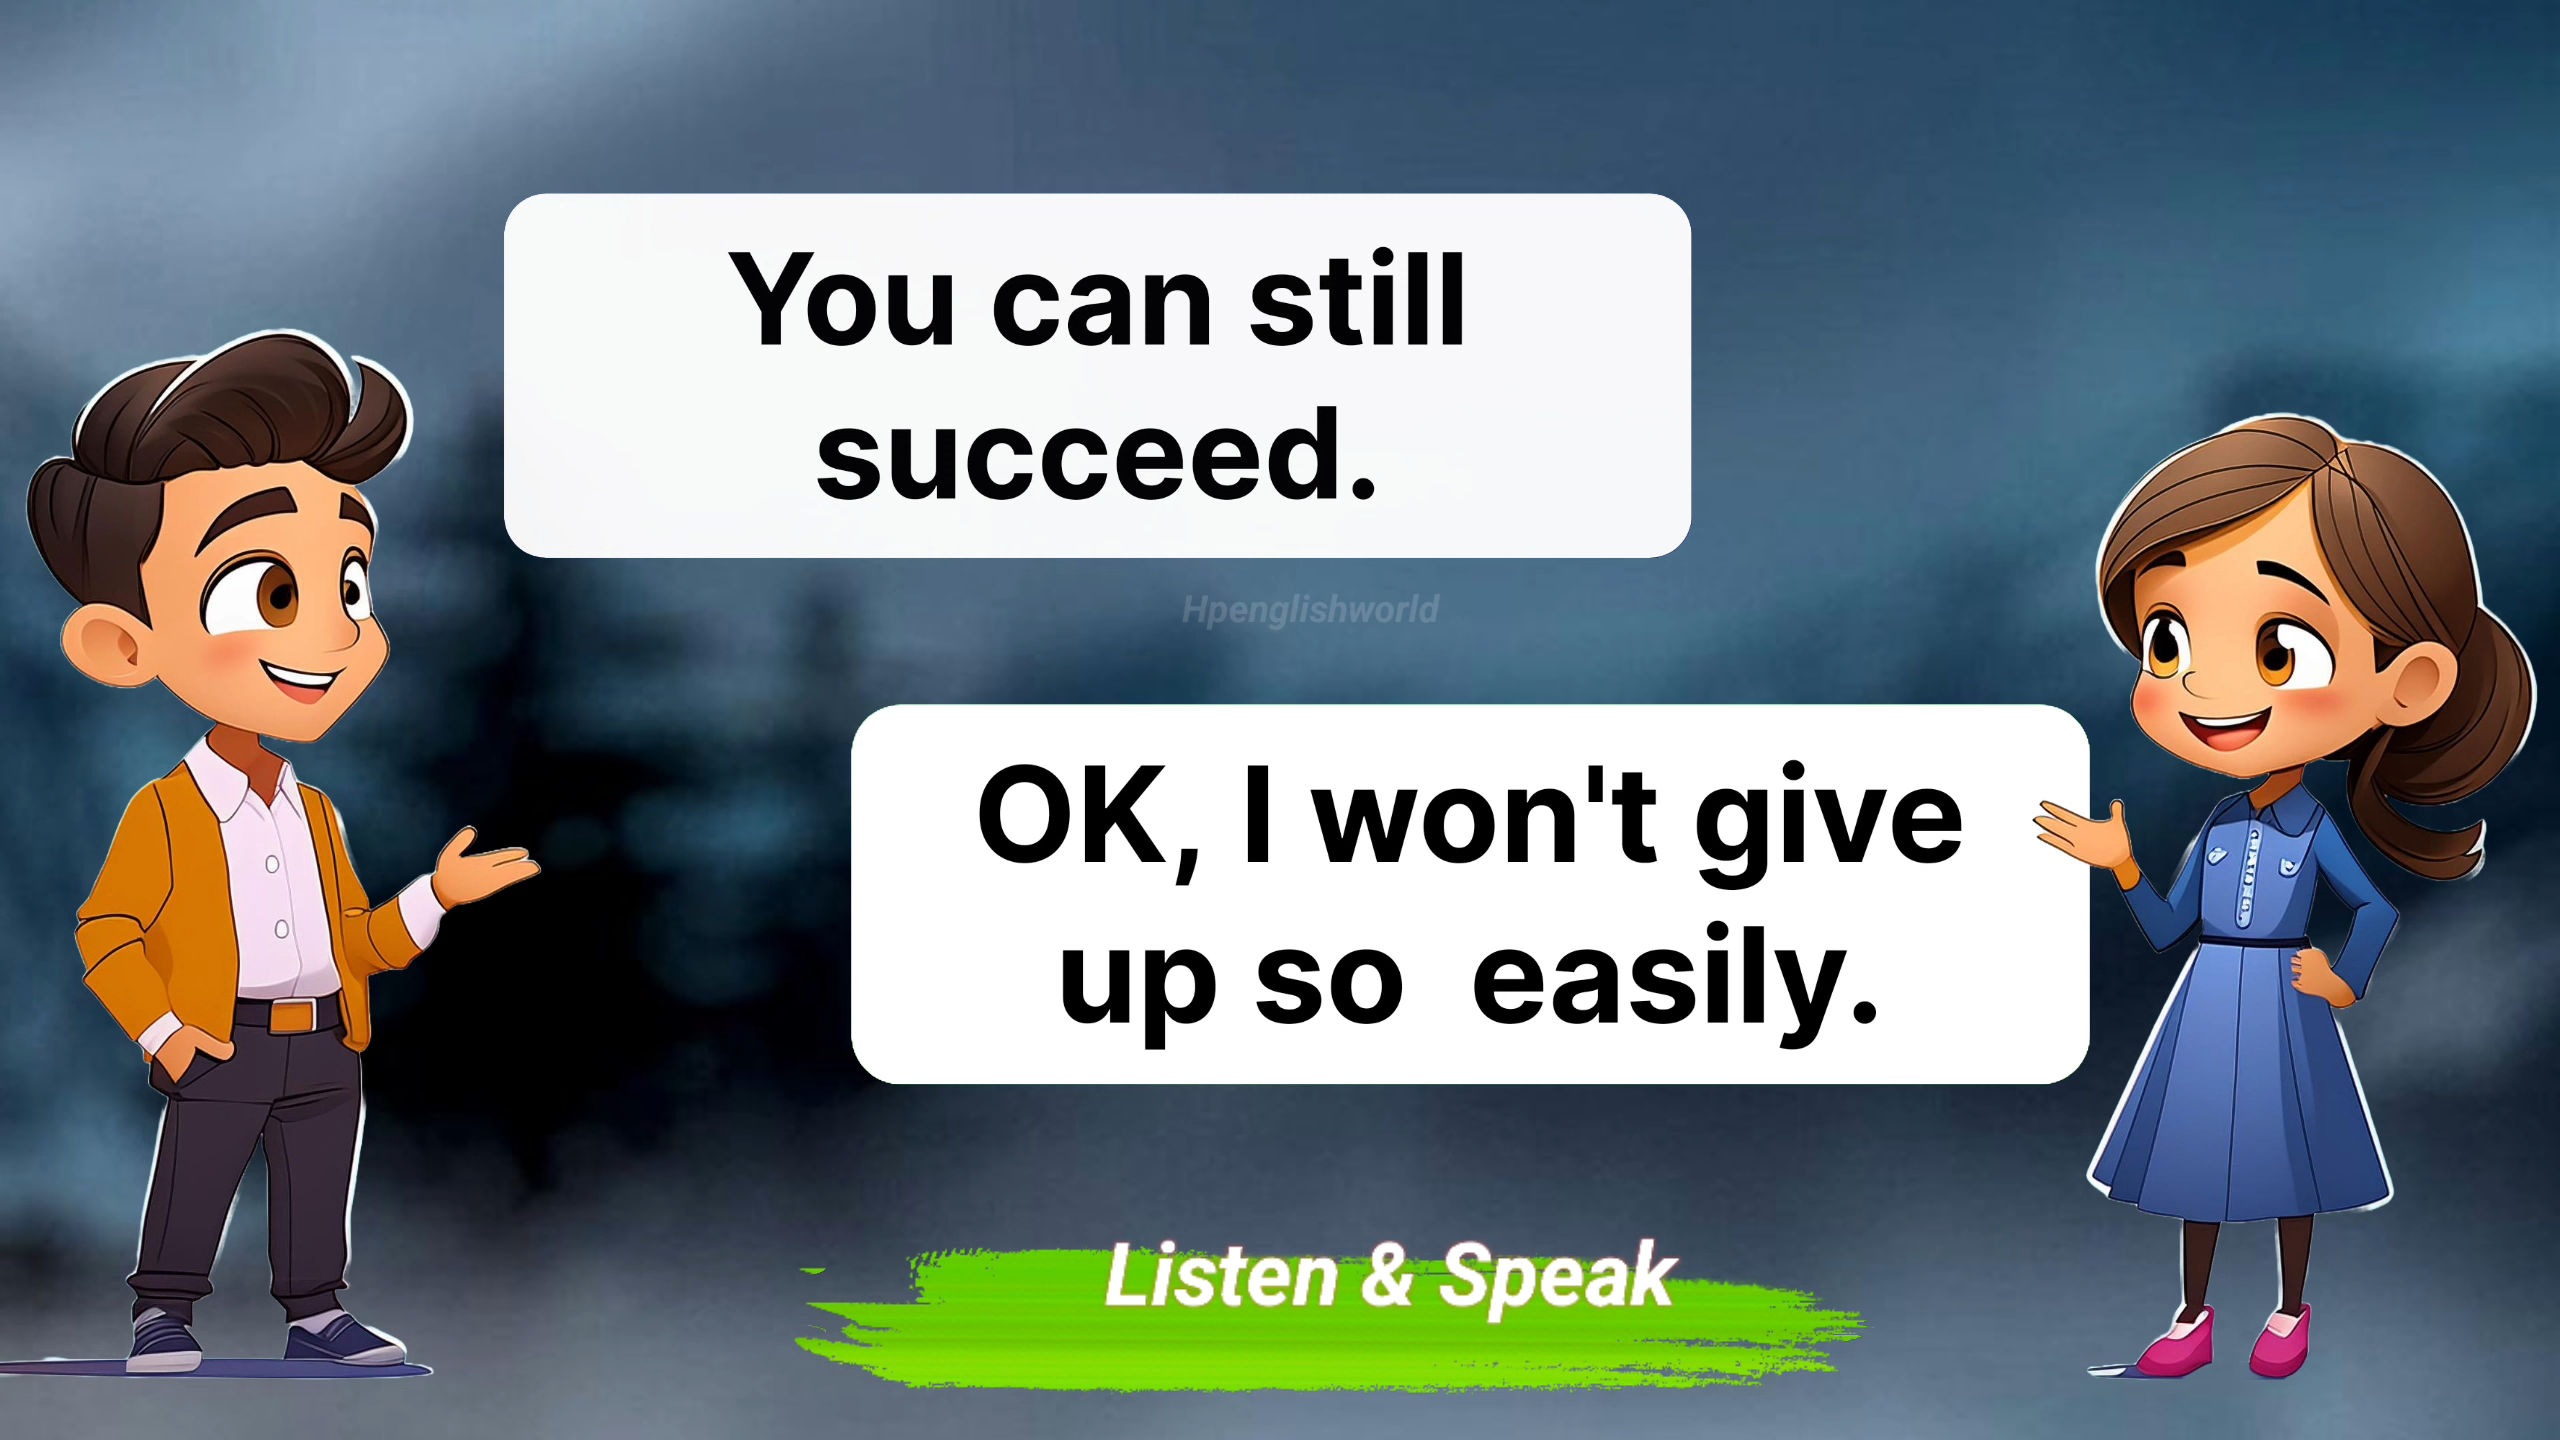 You can still
succeed.
Hpenglishworld
OK, I won't give
up so  easily.
Listen & Speak